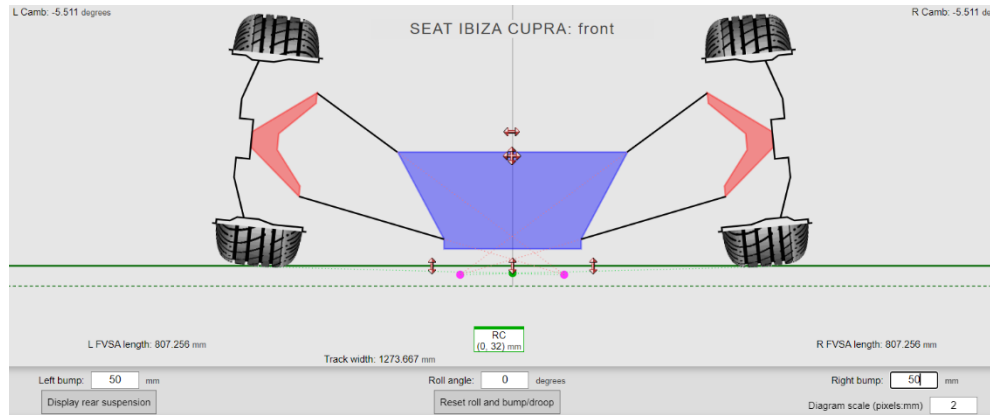 L Camb: -5.511 degrees
R Camb: -5.511 de
SEAT IBIZA CUPRA: front
RC
(0, 32) mm
L FVSA length: 807.256 mm
R FVSA length: 807.256 mm
Track width: 1273.667 mm
Left bump: 50 mm
Roll angle: 0 degrees
Right bump: 50 mm
Display rear suspension
Reset roll and bump/droop
Diagram scale (pixels:mm) 2